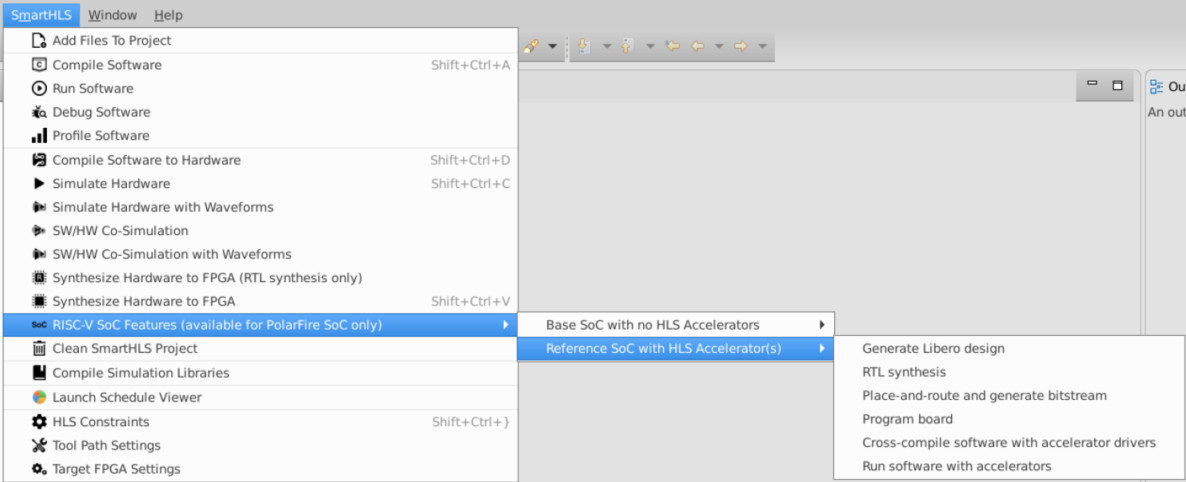 SmartHLS Window Help
Add Files To Project
Compile Software Shift+Ctrl+A
Run Software
Debug Software
Profile Software
Compile Software to Hardware Shift+Ctrl+D
Simulate Hardware Shift+Ctrl+C
Simulate Hardware with Waveforms
SW/HW Co-Simulation
SW/HW Co-Simulation with Waveforms
Synthesize Hardware to FPGA (RTL synthesis only)
Synthesize Hardware to FPGA Shift+Ctrl+V
SoC RISC-V SoC Features (available for PolarFire SoC only)
Clean SmartHLS Project
Compile Simulation Libraries
Launch Schedule Viewer
HLS Constraints Shift+Ctrl+}
Tool Path Settings
Target FPGA Settings
Base SoC with no HLS Accelerators
Reference SoC with HLS Accelerator(s)
Generate Libero design
RTL synthesis
Place-and-route and generate bitstream
Program board
Cross-compile software with accelerator drivers
Run software with accelerators
Ou
An out